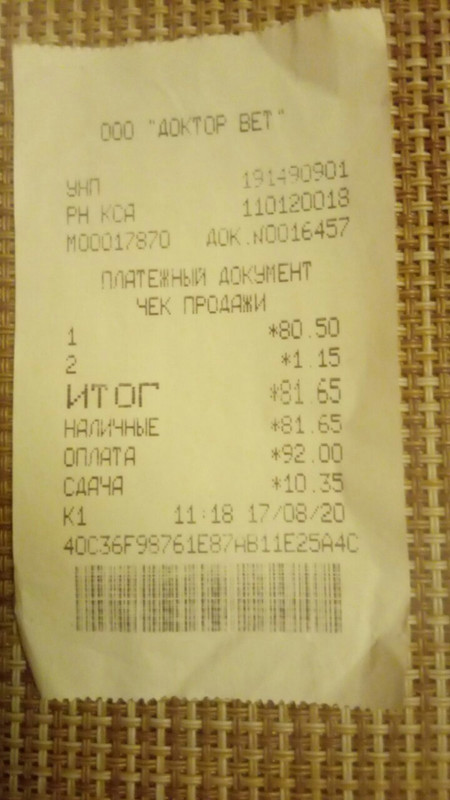 ООО "ДОКТОР ВЕТ"
УНП 191490901
РН КСА 110120018
М00017870 ДОК.N0016457
ПЛАТЕЖНЫЙ ДОКУМЕНТ
ЧЕК ПРОДАЖИ
1 *80.50
2 *1.15
ИТОГ *81.65
НАЛИЧНЫЕ *81.65
ОПЛАТА *92.00
СДАЧА *10.35
К1 11:18 17/08/20
40C36F98761E87AB11E25A4C